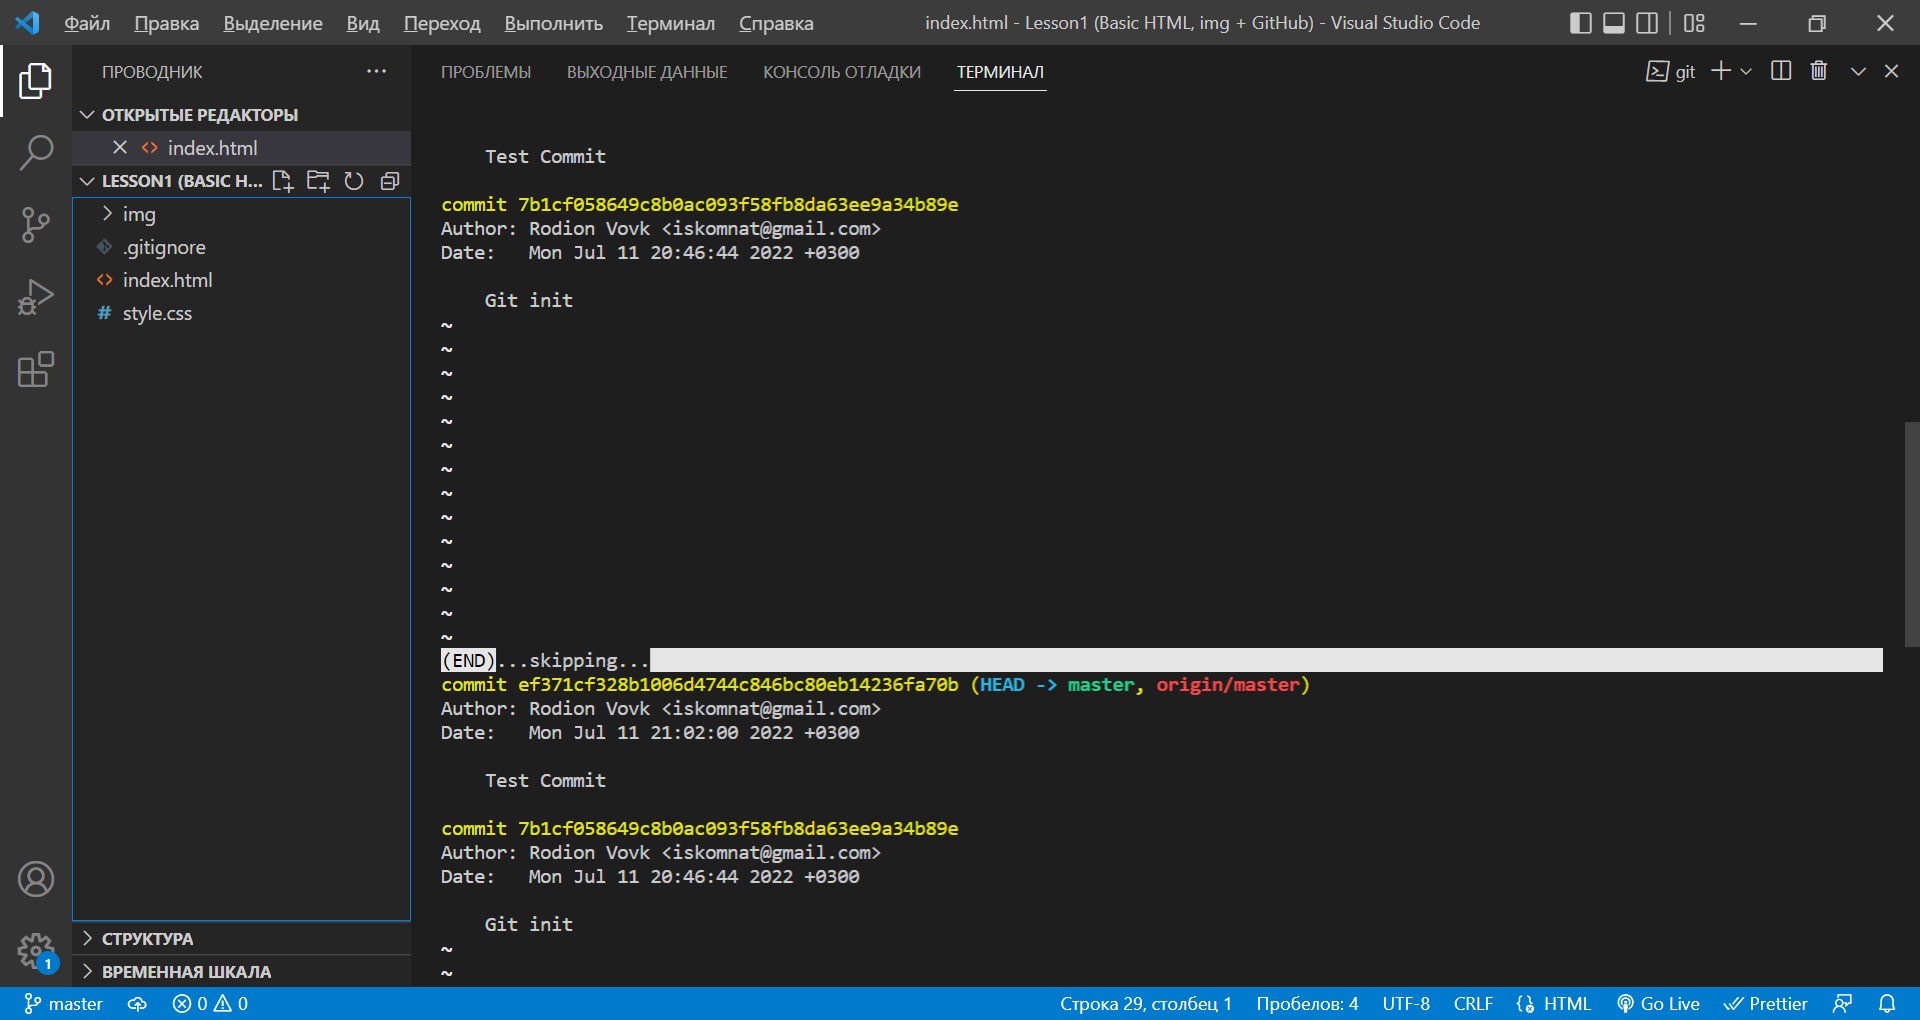 Файл Правка Выделение Вид Переход Выполнить Терминал Справка index.html - Lesson1 (Basic HTML, img + GitHub) - Visual Studio Code
ПРОВОДНИК
ОТКРЫТЫЕ РЕДАКТОРЫ
index.html
LESSON1 (BASIC H...
img
.gitignore
index.html
style.css
СТРУКТУРА
ВРЕМЕННАЯ ШКАЛА
1
ПРОБЛЕМЫ ВЫХОДНЫЕ ДАННЫЕ КОНСОЛЬ ОТЛАДКИ ТЕРМИНАЛ git
Test Commit
commit 7b1cf058649c8b0ac093f58fb8da63ee9a34b89e
Author: Rodion Vovk <iskomnat@gmail.com>
Date:   Mon Jul 11 20:46:44 2022 +0300
Git init
~
~
~
~
~
~
~
~
~
~
~
~
~
~
(END)...skipping...
commit ef371cf328b1006d4744c846bc80eb14236fa70b (HEAD -> master, origin/master)
Author: Rodion Vovk <iskomnat@gmail.com>
Date:   Mon Jul 11 21:02:00 2022 +0300
Test Commit
commit 7b1cf058649c8b0ac093f58fb8da63ee9a34b89e
Author: Rodion Vovk <iskomnat@gmail.com>
Date:   Mon Jul 11 20:46:44 2022 +0300
Git init
~
~
master 0 0 Строка 29, столбец 1 Пробелов: 4 UTF-8 CRLF HTML Go Live Prettier